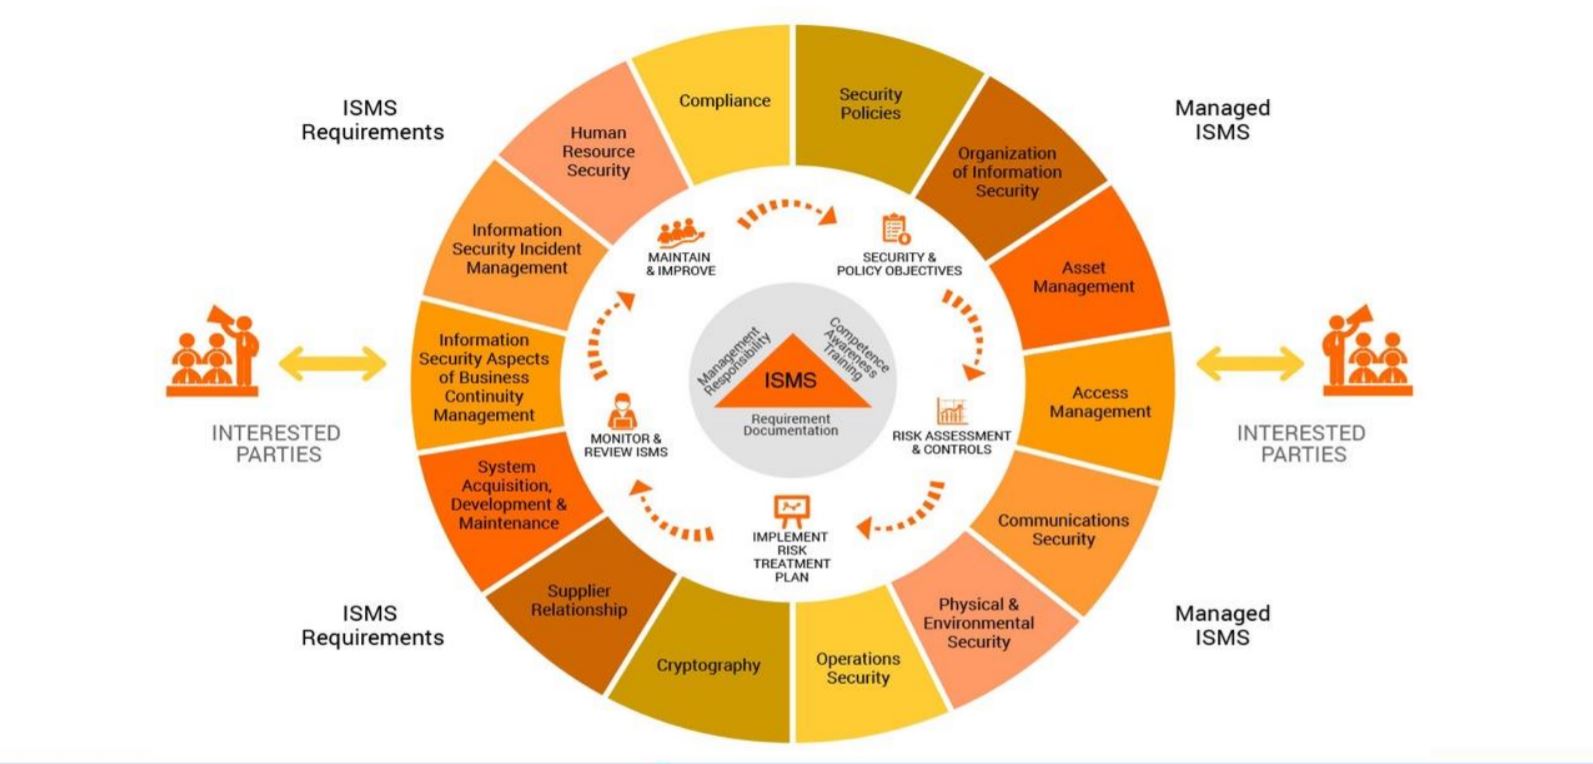 ISMS
Requirements
Managed
ISMS
Compliance
Security
Policies
Organization
of Information
Security
Asset
Management
Access
Management
Communications
Security
Physical &
Environmental
Security
Operations
Security
Cryptography
Supplier
Relationship
System
Acquisition,
Development &
Maintenance
Information
Security Aspects
of Business
Continuity
Management
Information
Security Incident
Management
Human
Resource
Security
MAINTAIN
& IMPROVE
SECURITY &
POLICY OBJECTIVES
RISK ASSESSMENT
& CONTROLS
IMPLEMENT
RISK
TREATMENT
PLAN
MONITOR &
REVIEW ISMS
Management
Responsibility
Competence
Awareness
Training
ISMS
Requirement
Documentation
INTERESTED
PARTIES
INTERESTED
PARTIES
ISMS
Requirements
Managed
ISMS